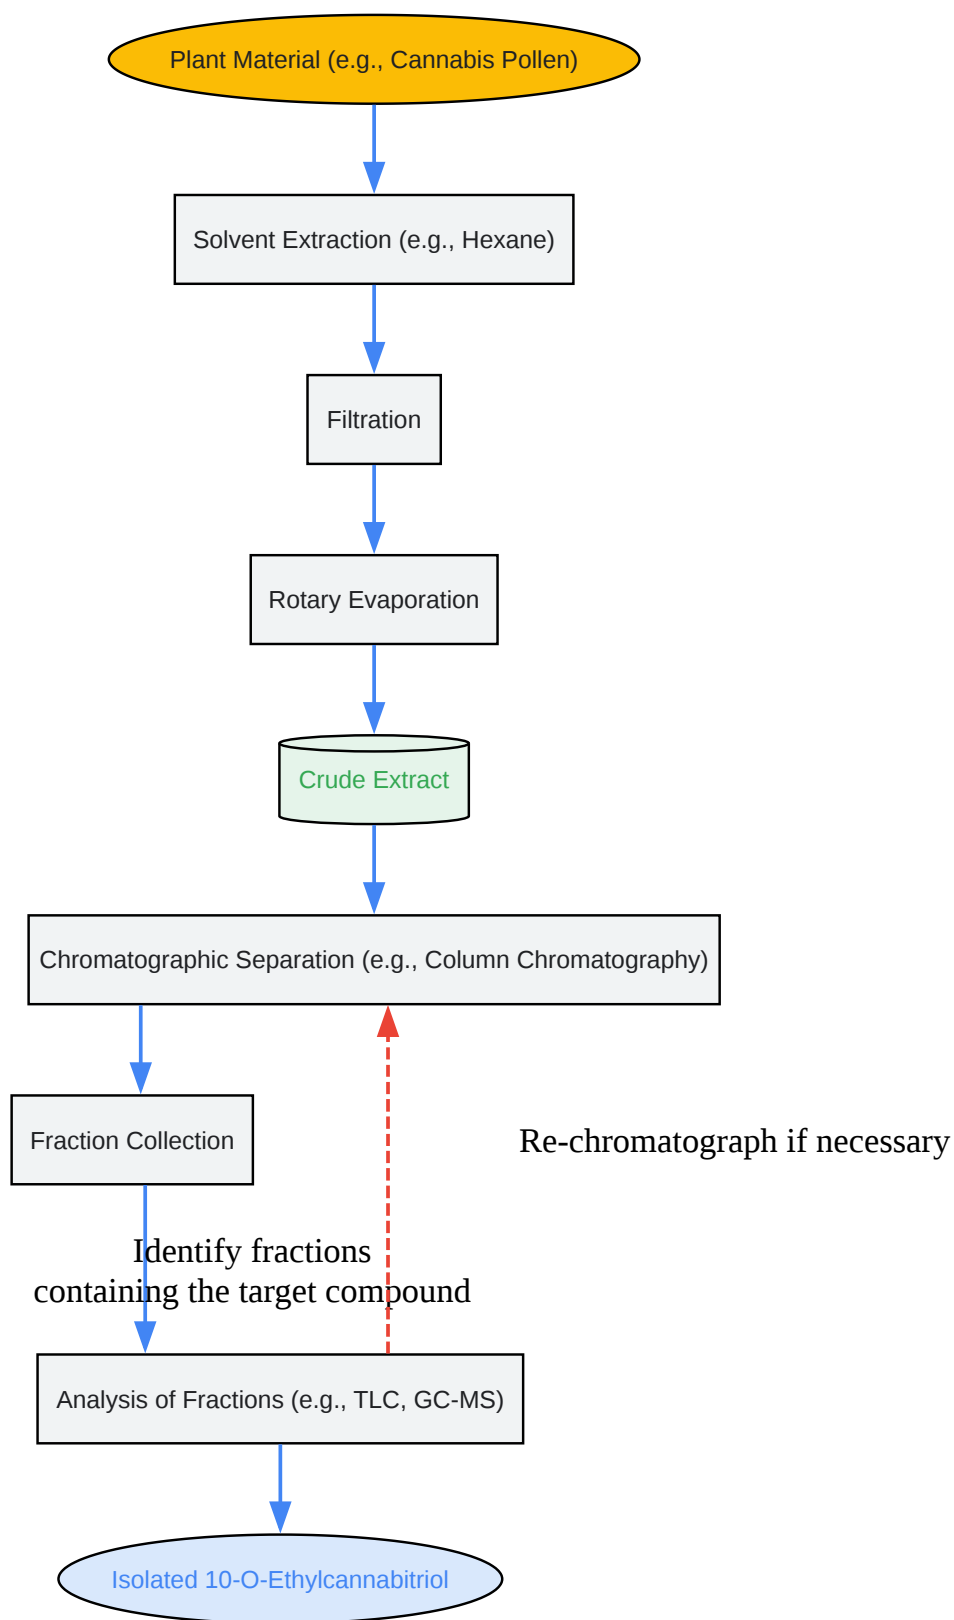 Plant Material (e.g., Cannabis Pollen)
Solvent Extraction (e.g., Hexane)
Filtration
Rotary Evaporation
Crude Extract
Chromatographic Separation (e.g., Column Chromatography)
Fraction Collection
Re-chromatograph if necessary
Identify fractions
containing the target compound
Analysis of Fractions (e.g., TLC, GC-MS)
Isolated 10-O-Ethylcannabitriol